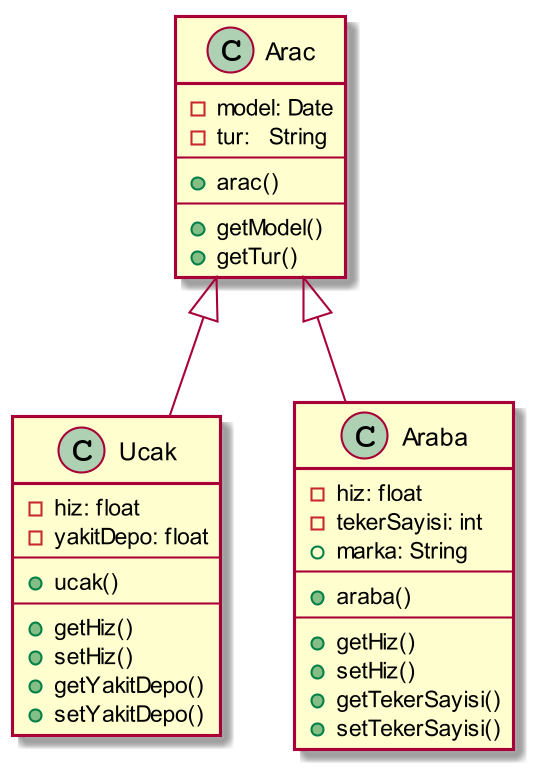 C Arac
model: Date
tur: String
arac()
getModel()
getTur()
C Ucak
hiz: float
yakitDepo: float
ucak()
getHiz()
setHiz()
getYakitDepo()
setYakitDepo()
C Araba
hiz: float
tekerSayisi: int
marka: String
araba()
getHiz()
setHiz()
getTekerSayisi()
setTekerSayisi()